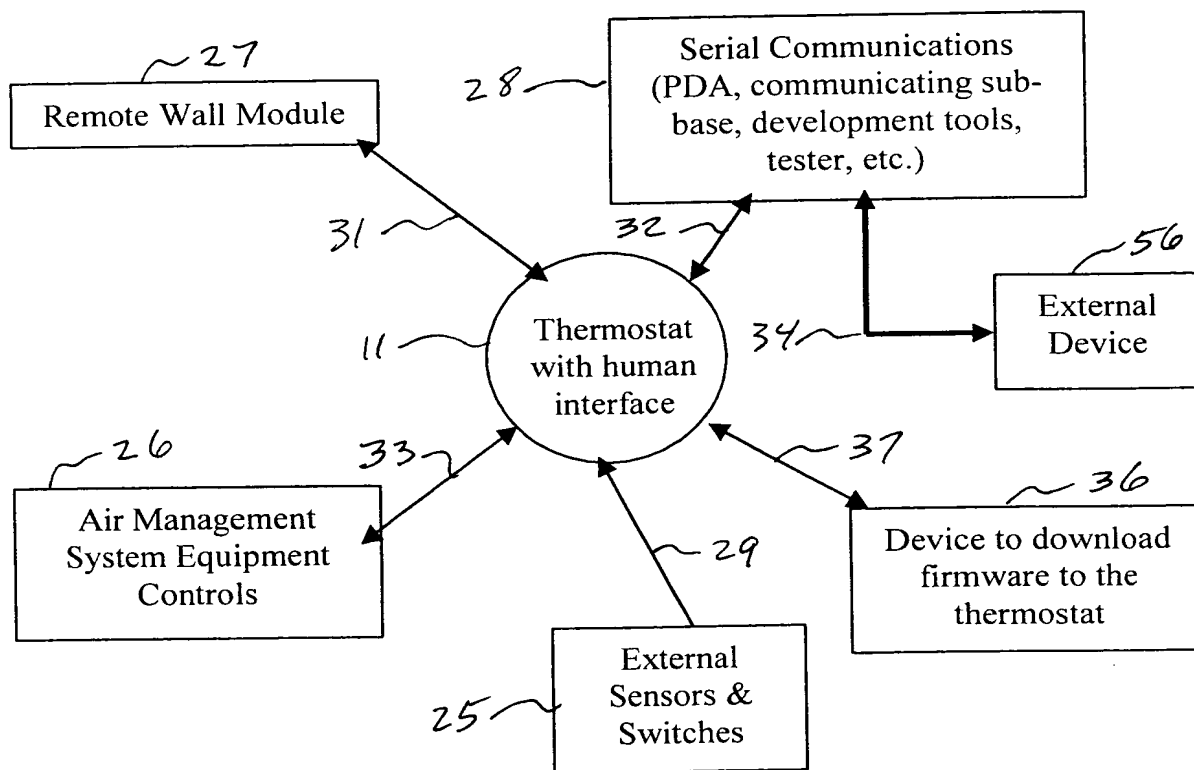 27
Remote Wall Module
28
Serial Communications
(PDA, communicating sub-
base, development tools,
tester, etc.)
31
32
56
External
Device
34
11
Thermostat
with human
interface
26
Air Management
System Equipment
Controls
33
29
37
36
Device to download
firmware to the
thermostat
25
External
Sensors &
Switches